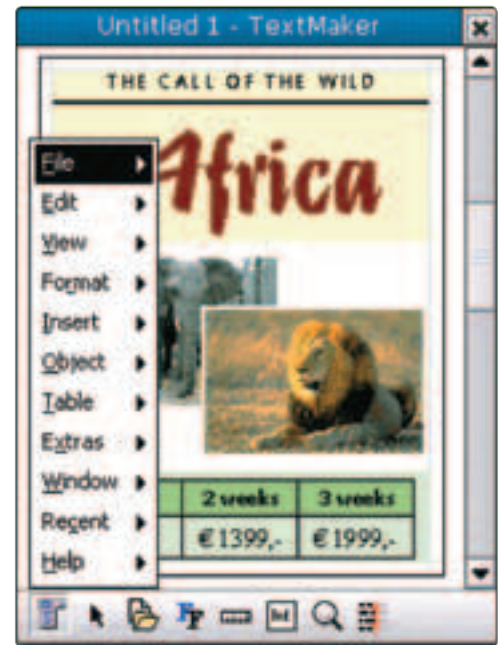 Untitled 1 - TextMaker
THE CALL OF THE WILD
Africa
File
Edit
View
Format
Insert
Object
Table
Extras
Window
Recent
Help
2 weeks 3 weeks
€1399,- €1999,-